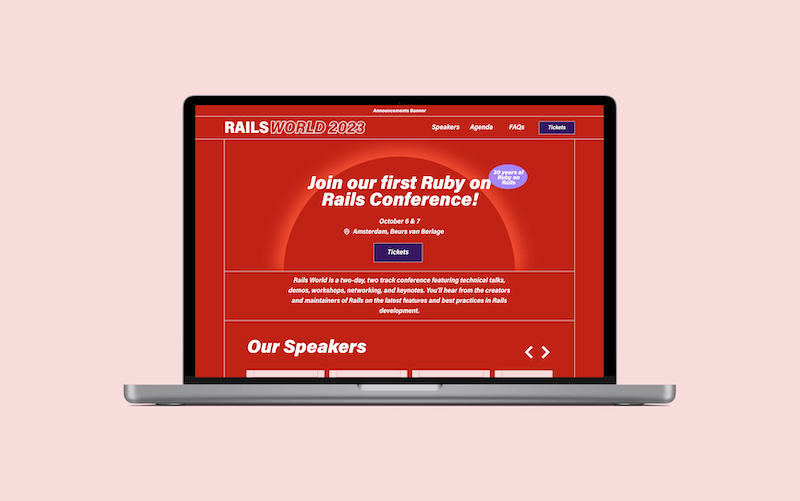 Announcements Banner
RAILS WORLD 2023
Speakers Agenda FAQs Tickets
Join our first Ruby on
Rails Conference!
20 years of
Ruby on
Rails
October 6 & 7
Amsterdam, Beurs van Berlage
Tickets
Rails World is a two-day, two track conference featuring technical talks,
demos, workshops, networking, and keynotes. You'll hear from the creators
and maintainers of Rails on the latest features and best practices in Rails
development.
Our Speakers